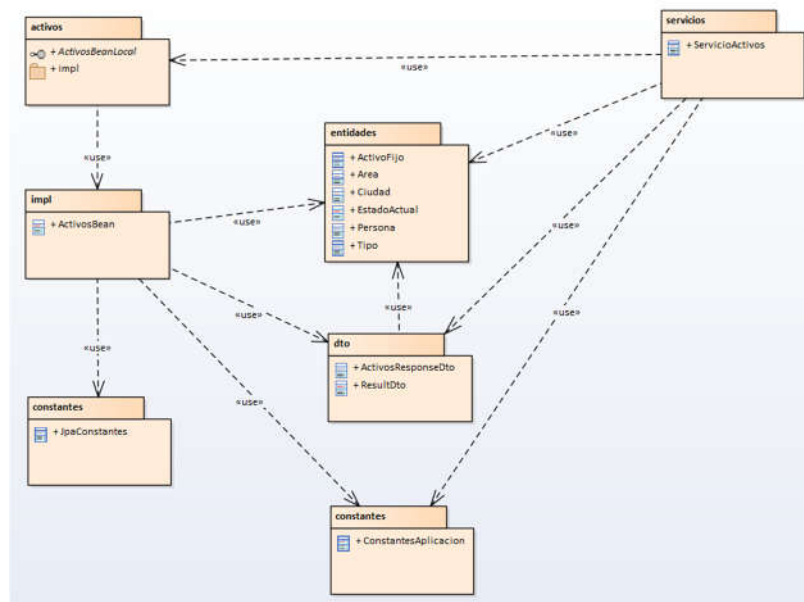 activos
+ ActivosBeanLocal
+ impl
servicios
+ ServicioActivos
«use»
«use»
«use»
entidades
+ ActivoFijo
+ Area
+ Ciudad
+ EstadoActual
+ Persona
+ Tipo
impl
+ ActivosBean
«use»
«use»
«use»
«use»
«use»
«use»
dto
+ ActivosResponseDto
+ ResultDto
«use»
constantes
+ JpaConstantes
constantes
+ ConstantesAplicacion